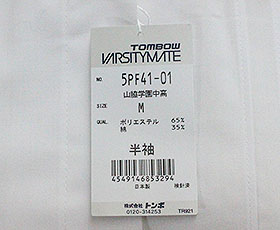 TOMBOW
VARSITYMATE
NO. 5PF41-01
山脇学園中高
SIZE M
QUAL. ポリエステル 65%
綿 35%
半袖
4549146853294
日本製 検針済
株式会社 トンボ
0120-314253 TR821